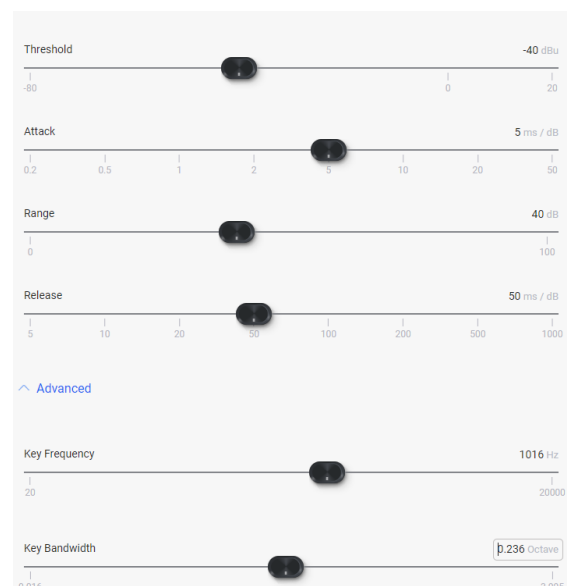 Threshold -40 dBu
-80 0 20
Attack 5 ms / dB
0.2 0.5 1 2 5 10 20 50
Range 40 dB
0 100
Release 50 ms / dB
5 10 20 50 100 200 500 1000
Advanced
Key Frequency 1016 Hz
20 20000
Key Bandwidth 0.236 Octave